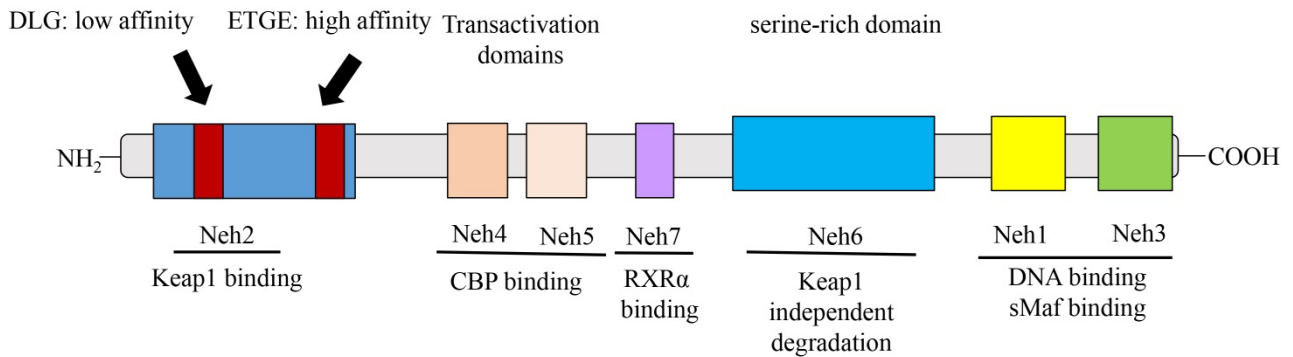 DLG: low affinity
ETGE: high affinity
Transactivation
domains
serine-rich domain
NH2
COOH
Neh2
Neh4
Neh5
Neh7
Neh6
Neh1
Neh3
Keap1 binding
CBP binding
RXRα
binding
Keap1
independent
degradation
DNA binding
sMaf binding